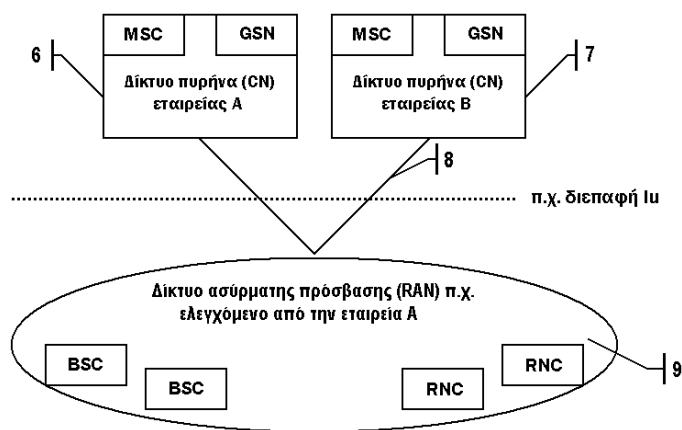 MSC GSN MSC GSN
6 7
Δίκτυο πυρήνα (CN) Δίκτυο πυρήνα (CN)
εταιρείας Α εταιρείας Β
8
π.χ. διεπαφή Iu
Δίκτυο ασύρματης πρόσβασης (RAN) π.χ.
ελεγχόμενο από την εταιρεία Α
BSC RNC
9
BSC RNC